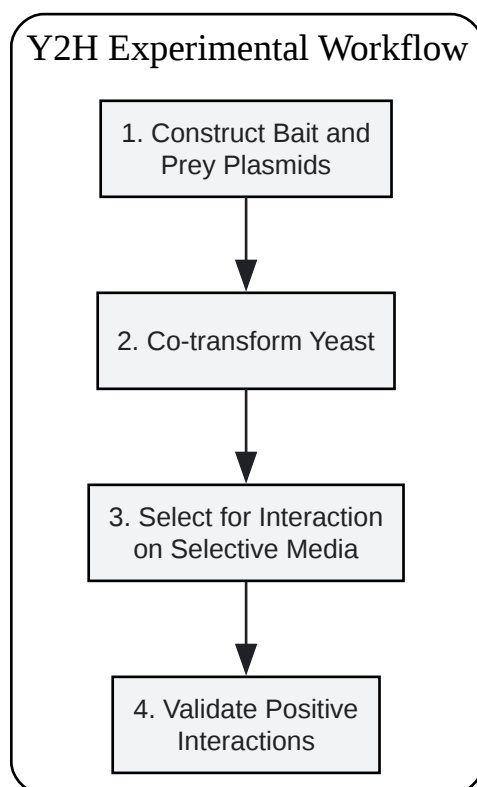 Y2H Experimental Workflow
1. Construct Bait and
Prey Plasmids
2. Co-transform Yeast
3. Select for Interaction
on Selective Media
4. Validate Positive
Interactions